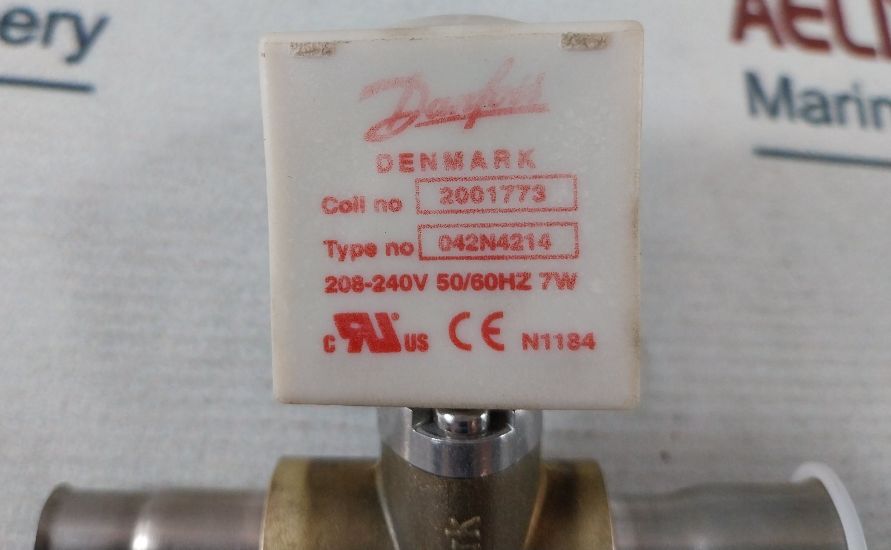 ery
AEL
Marin
Danfoss
DENMARK
Coil no 2001773
Type no 042N4214
208-240V 50/60HZ 7W
c RU US CE N1184